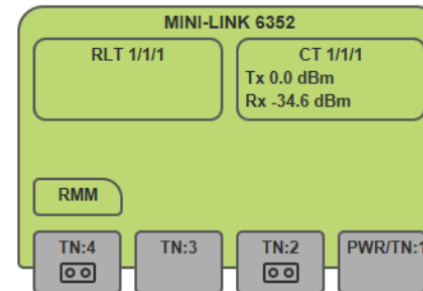 MINI-LINK 6352
RLT 1/1/1
CT 1/1/1
Tx 0.0 dBm
Rx -34.6 dBm
RMM
TN:4
TN:3
TN:2
PWR/TN:1